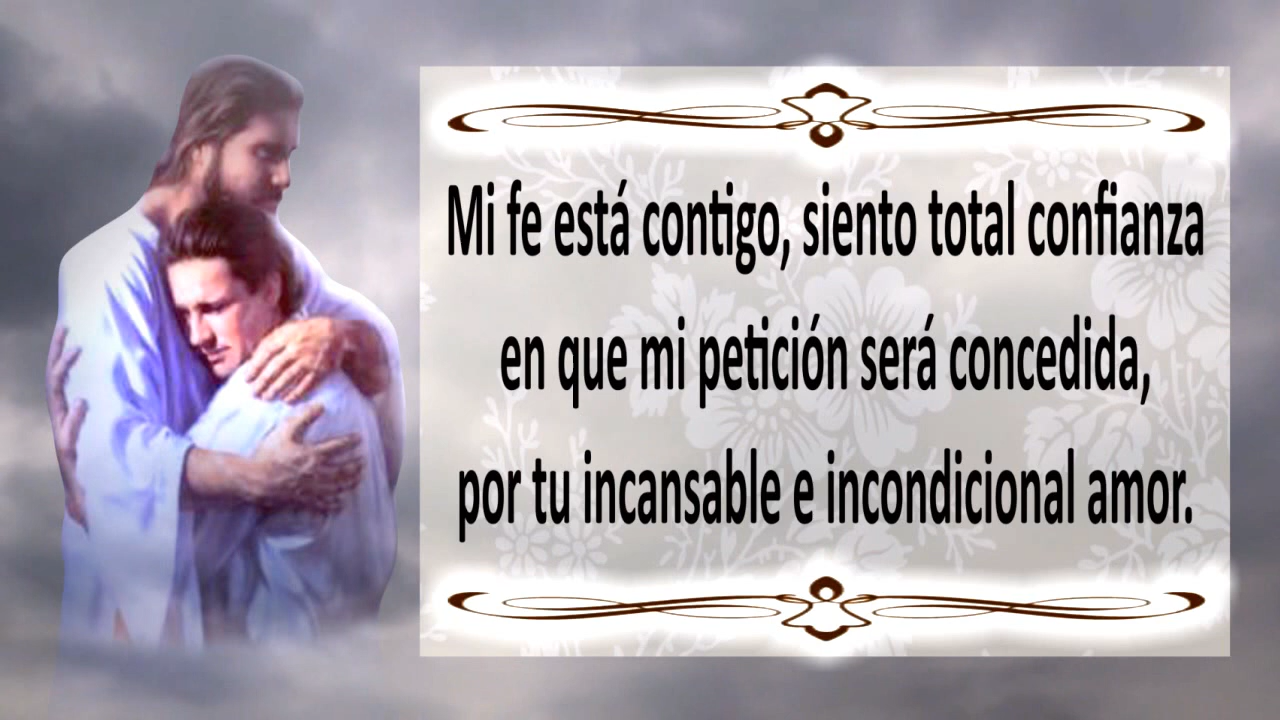 Mi fe está contigo, siento total confianza
en que mi petición será concedida,
por tu incansable e incondicional amor.